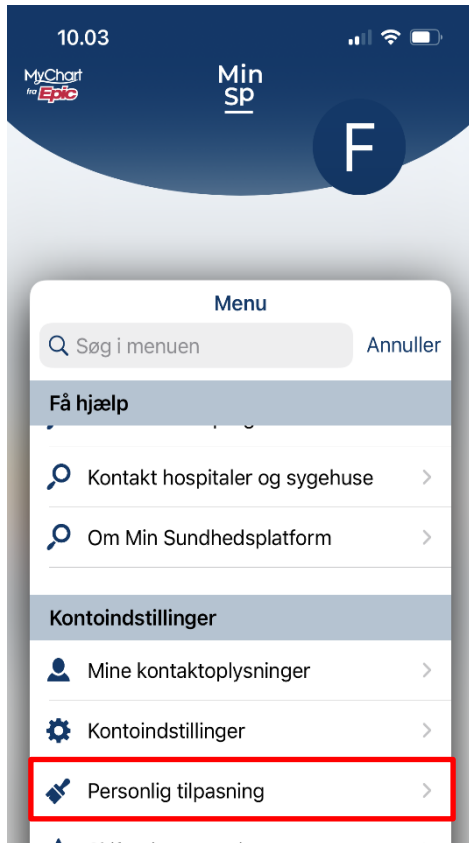 10.03
MyChart
fra Epic
Min
SP
F
Menu
Søg i menuen
Annuller
Få hjælp
Kontakt hospitaler og sygehuse
Om Min Sundhedsplatform
Kontoindstillinger
Mine kontaktoplysninger
Kontoindstillinger
Personlig tilpasning